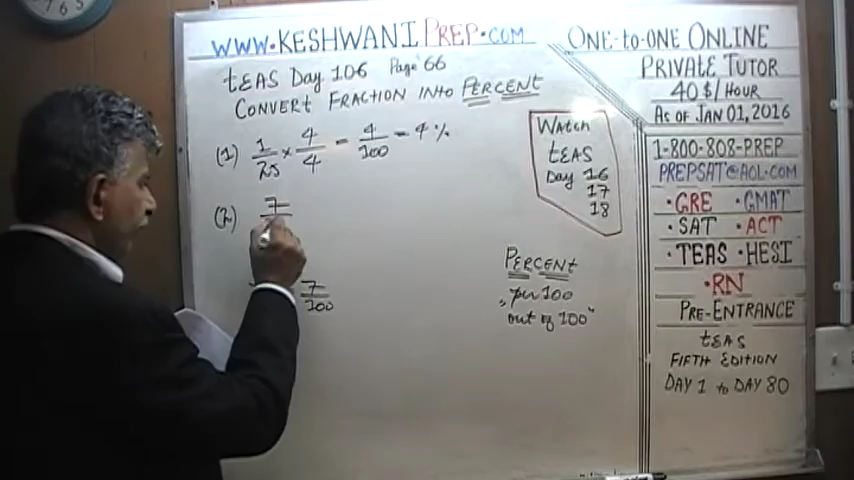 7 6 5
WWW.KESHWANIPREP.COM
tEAS Day 106 Page 66
CONVERT FRACTION INTO PERCENT
(1) 1/25 × 4/4 = 4/100 = 4%
(2) 7
7/100
WATCH
tEAS
Day 16
17
18
PERCENT
"per 100
out of 100"
ONE-to-ONE ONLINE
PRIVATE TUTOR
40$/HOUR
AS OF JAN 01, 2016
1-800-808-PREP
PREPSAT@AOL.COM
• GRE • GMAT
• SAT • ACT
• TEAS • HESI
• RN
PRE-ENTRANCE
tEAS
FIFTH EDITION
DAY 1 to DAY 80